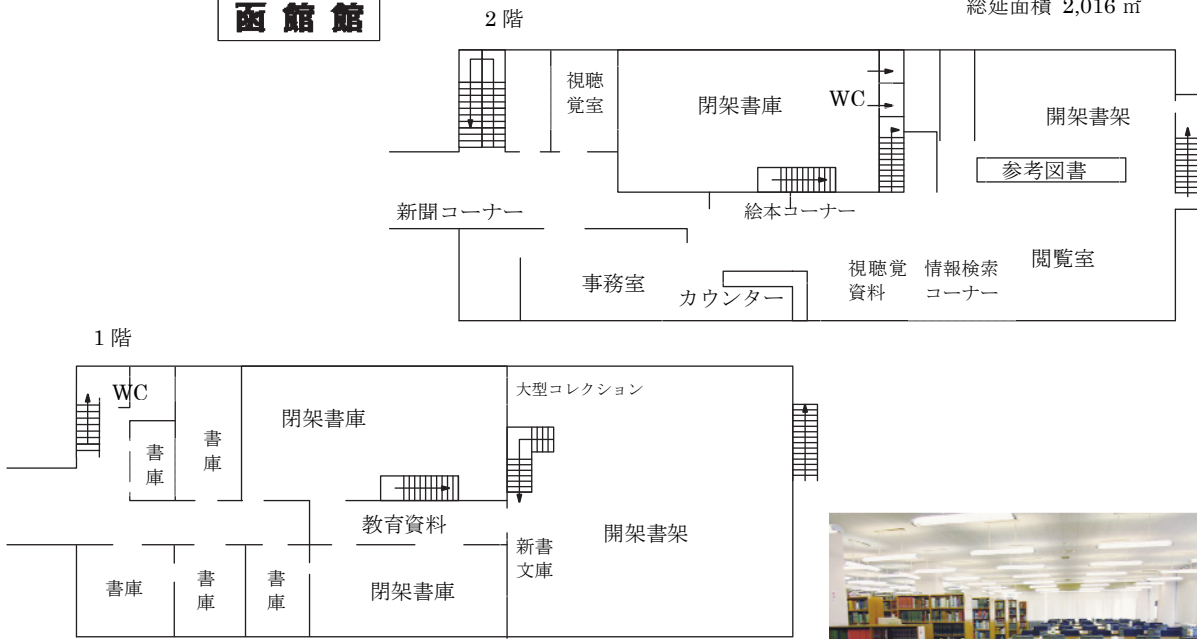 函館館
総延面積 2,016 ㎡
2階
視聴
覚室
閉架書庫
WC
開架書架
参考図書
新聞コーナー
絵本コーナー
事務室
カウンター
視聴覚
資料
情報検索
コーナー
閲覧室
1階
WC
書
庫
書
庫
閉架書庫
大型コレクション
教育資料
新書
文庫
開架書架
書庫
書
庫
書
庫
閉架書庫